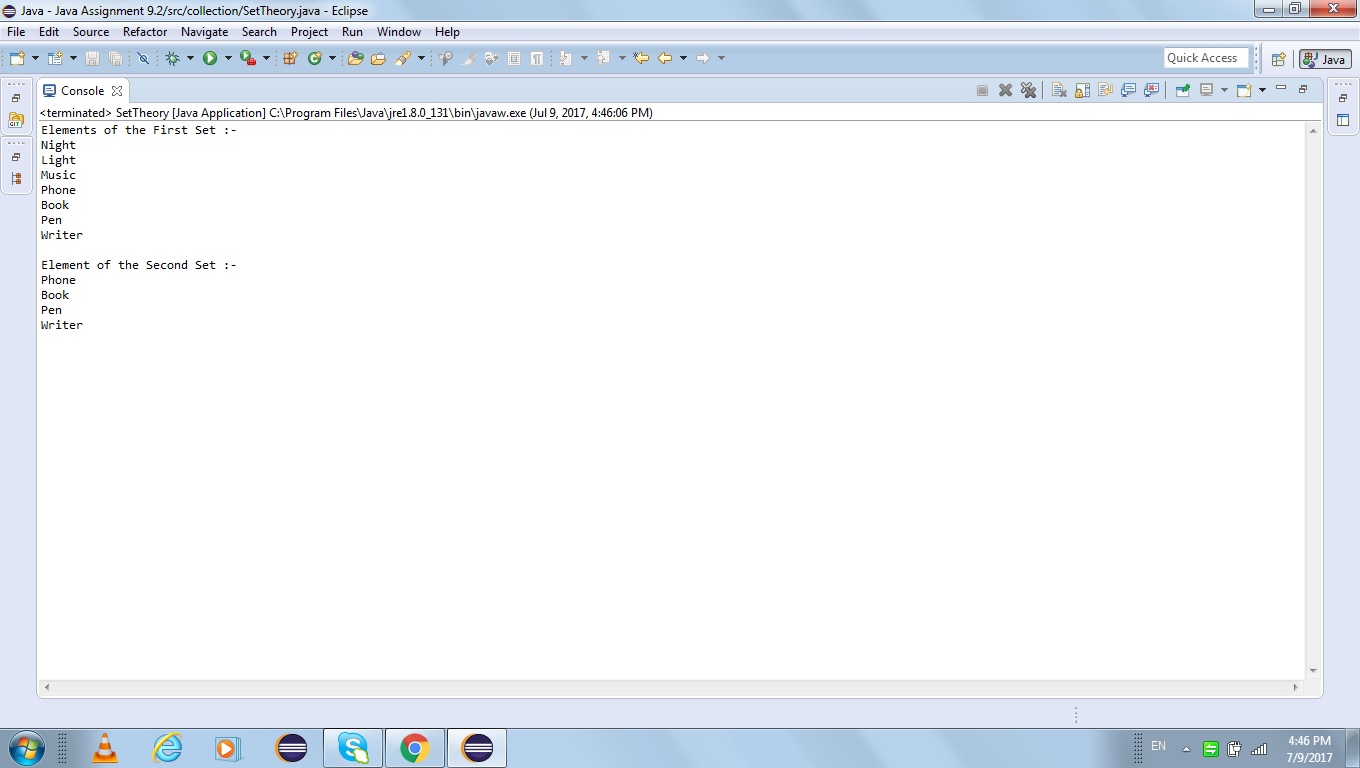 Java - Java Assignment 9.2/src/collection/SetTheory.java - Eclipse
File Edit Source Refactor Navigate Search Project Run Window Help
Quick Access
Java
Console
<terminated> SetTheory [Java Application] C:\Program Files\Java\jre1.8.0_131\bin\javaw.exe (Jul 9, 2017, 4:46:06 PM)
Elements of the First Set :-
Night
Light
Music
Phone
Book
Pen
Writer
Element of the Second Set :-
Phone
Book
Pen
Writer
EN
4:46 PM
7/9/2017